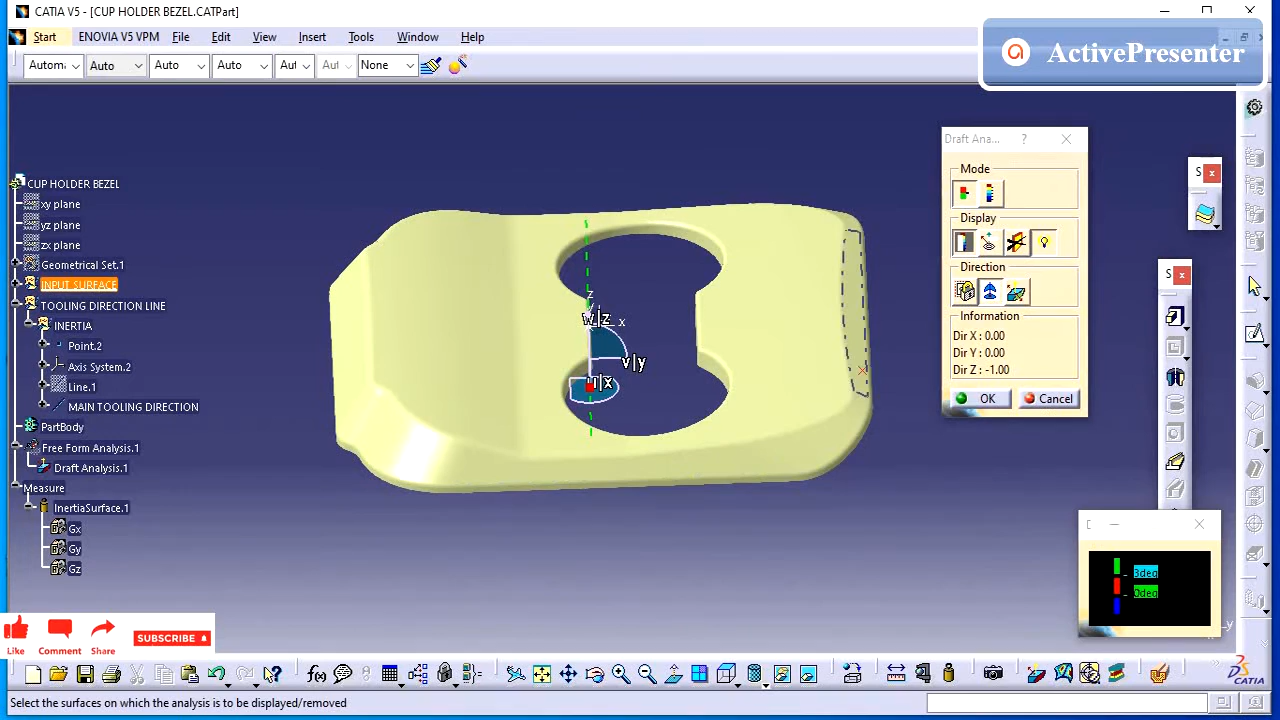 CATIA V5 - [CUP HOLDER BEZEL.CATPart]
Start ENOVIA V5 VPM File Edit View Insert Tools Window Help
ActivePresenter
Autom Auto Auto Auto Aut Aut None
Draft Ana... ?
Mode
Display
Direction
Information
Dir X : 0.00
Dir Y : 0.00
Dir Z : -1.00
OK Cancel
S
S
CUP HOLDER BEZEL
xy plane
yz plane
zx plane
Geometrical Set.1
INPUT SURFACE
TOOLING DIRECTION LINE
INERTIA
Point.2
Axis System.2
Line.1
MAIN TOOLING DIRECTION
PartBody
Free Form Analysis.1
Draft Analysis.1
Measure
InertiaSurface.1
Gx
Gy
Gz
z
w|z
x
v|y
u|x
3deg
0deg
y
Like Comment Share SUBSCRIBE
f(x)
CATIA
Select the surfaces on which the analysis is to be displayed/removed